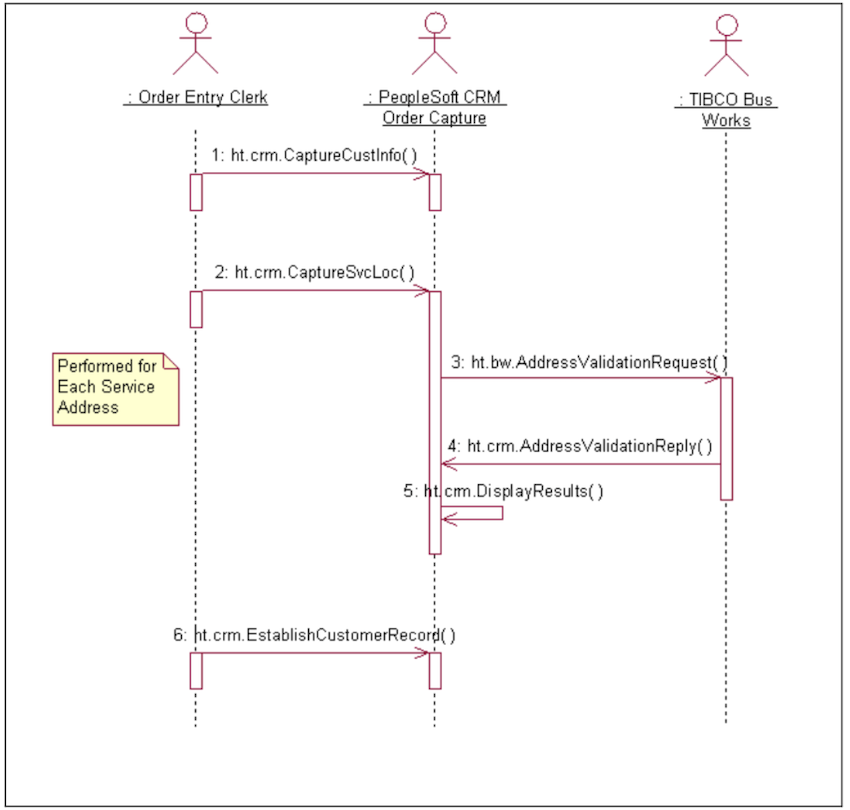 : Order Entry Clerk
: PeopleSoft CRM
Order Capture
: TIBCO Bus
Works
1: ht.crm.CaptureCustInfo( )
2: ht.crm.CaptureSvcLoc( )
Performed for
Each Service
Address
3: ht.bw.AddressValidationRequest( )
4: ht.crm.AddressValidationReply( )
5: ht.crm.DisplayResults( )
6: ht.crm.EstablishCustomerRecord( )